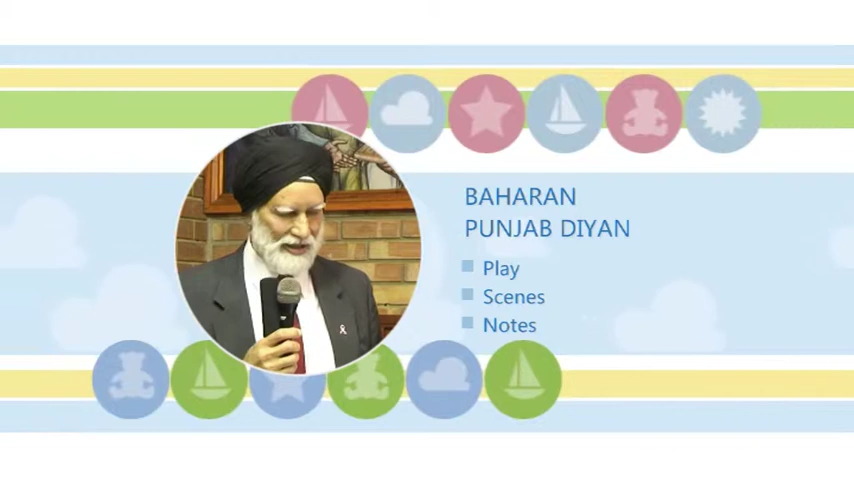 BAHARAN
PUNJAB DIYAN
Play
Scenes
Notes